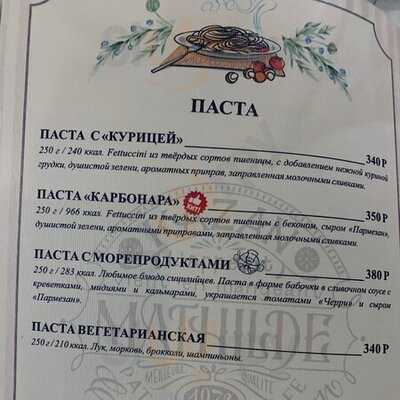 ПАСТА
ПАСТА С «КУРИЦЕЙ» 340 Р
250 г / 240 ккал. Fettuccini из твёрдых сортов пшеницы, с добавлением нежной куриной
грудки, душистой зелени, ароматных приправ, заправленная молочными сливками.
ПАСТА «КАРБОНАРА» 350 Р
250 г / 966 ккал. Fettuccini из твёрдых сортов пшеницы с беконом, сыром «Пармезан»,
душистой зелени, ароматными приправами, заправленная молочными сливками.
ПАСТА С МОРЕПРОДУКТАМИ 380 Р
250 г / 283 ккал. Любимое блюдо сицилийцев. Паста в форме бабочки в сливочном соусе с
креветками, мидиями и кальмарами, украшается томатами «Черри» и сыром
«Пармезан».
MATHILDE
ПАСТА ВЕГЕТАРИАНСКАЯ 340 Р
250 г / 210 ккал. Лук, морковь, брокколи, шампиньоны.
MEILLEURE QUALITÉ